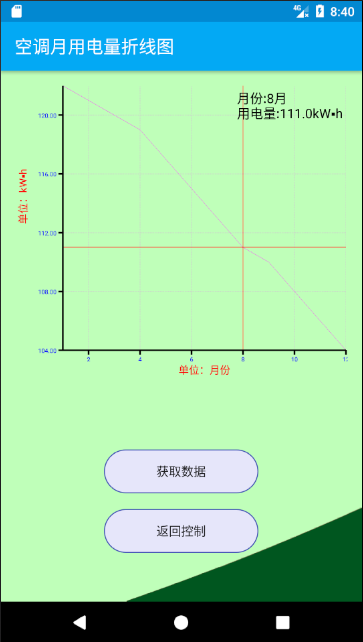 4G 8:40
空调月用电量折线图
月份:8月
用电量:111.0kW▪h
120.00
116.00
112.00
108.00
104.00
单位：kW▪h
2 4 6 8 10
单位：月份
获取数据
返回控制